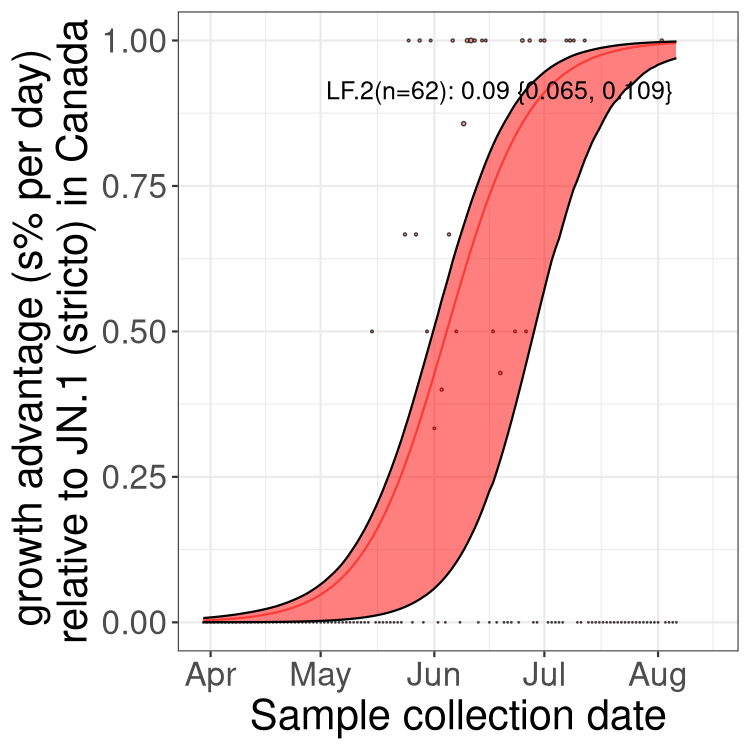 growth advantage (s% per day)
relative to JN.1 (stricto) in Canada
1.00
0.75
0.50
0.25
0.00
LF.2(n=62): 0.09 {0.065, 0.109}
Apr May Jun Jul Aug
Sample collection date